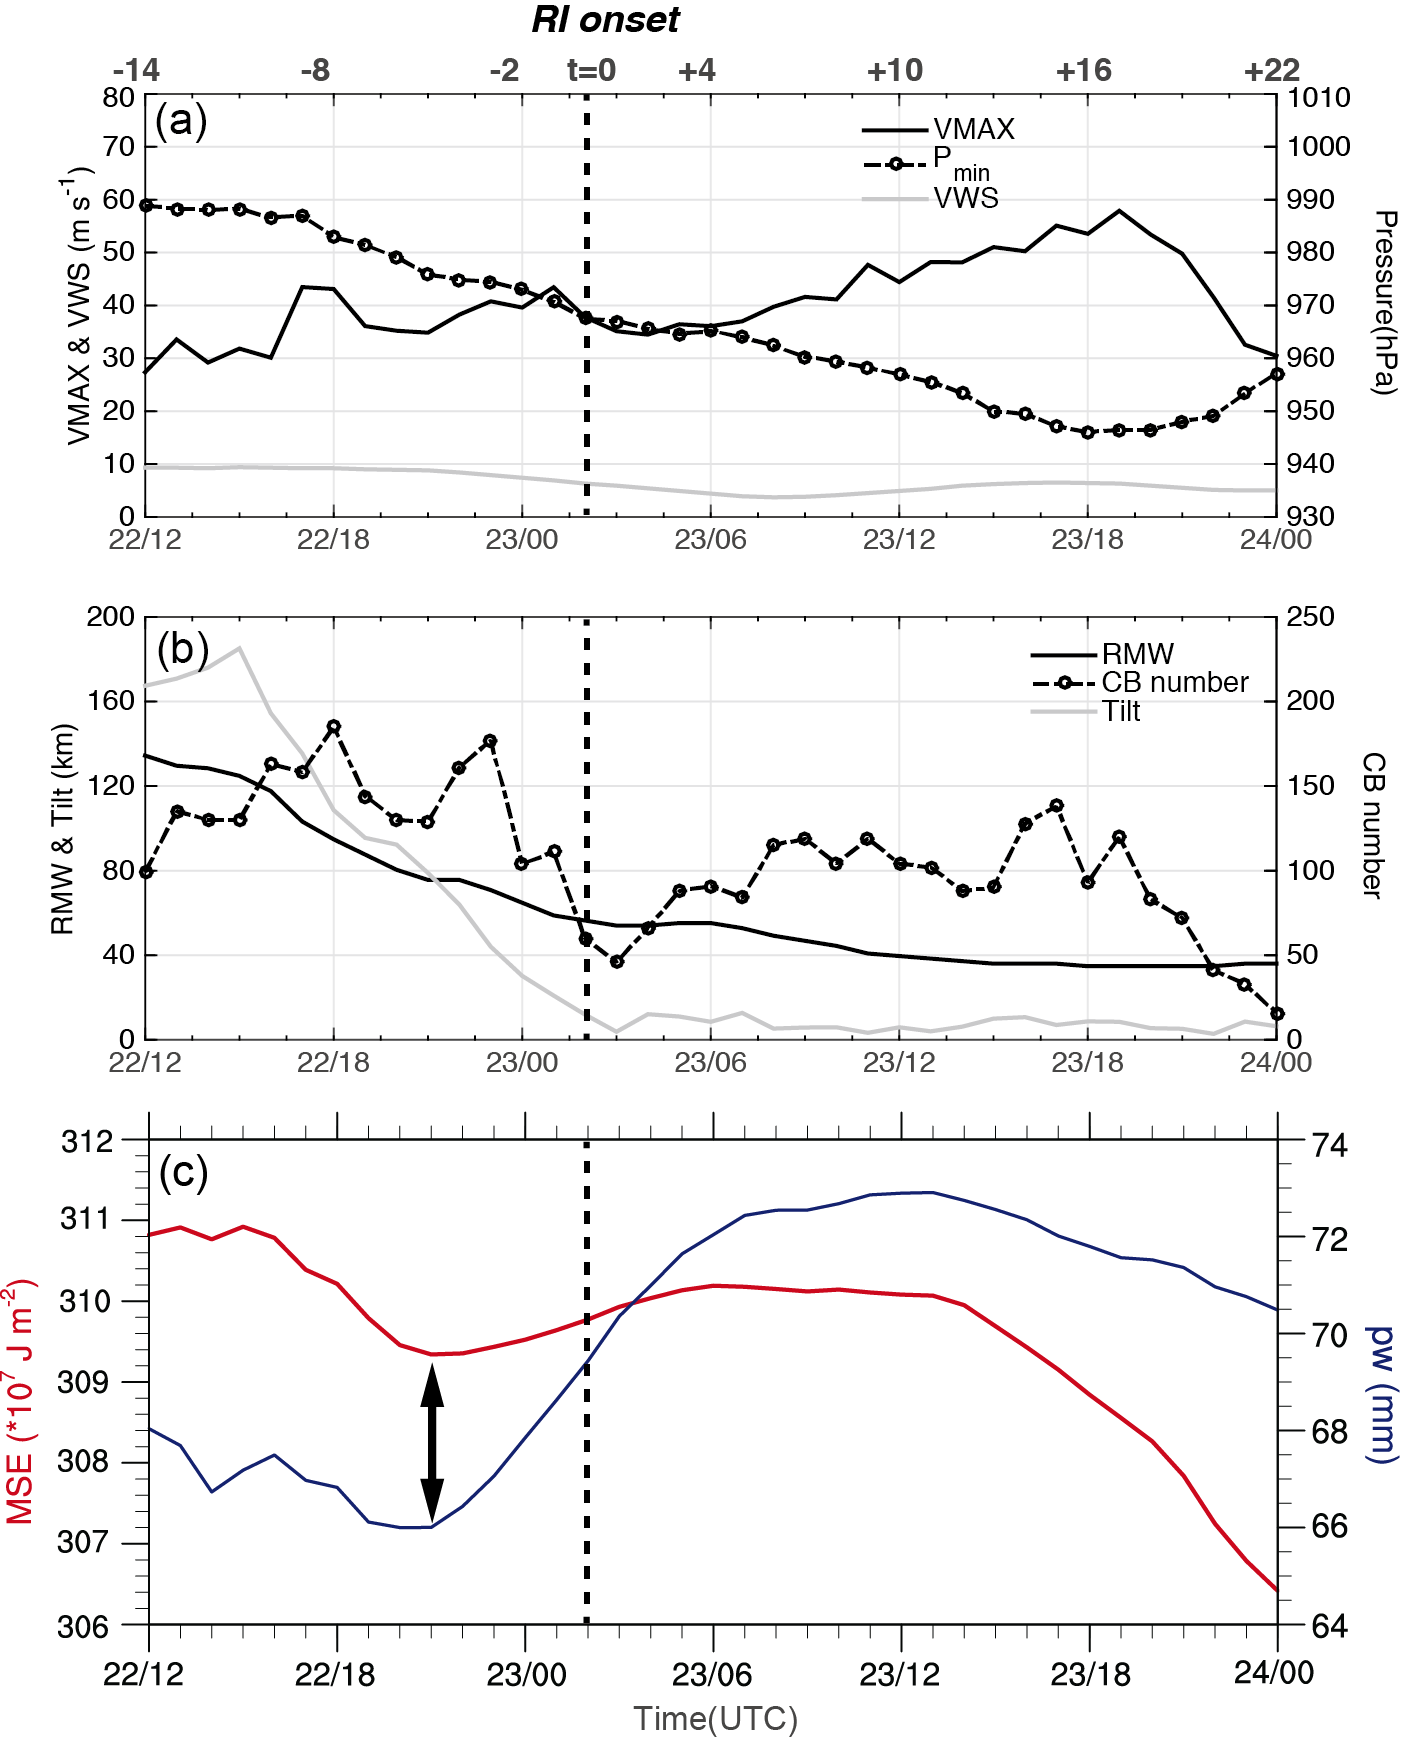 RI onset
-14 -8 -2 t=0 +4 +10 +16 +22
(a)
VMAX
Pmin
VWS
80
70
60
50
40
30
20
10
0
VMAX & VWS (m s-1)
1010
1000
990
980
970
960
950
940
930
Pressure(hPa)
22/12 22/18 23/00 23/06 23/12 23/18 24/00
(b)
RMW
CB number
Tilt
200
160
120
80
40
0
RMW & Tilt (km)
250
200
150
100
50
0
CB number
22/12 22/18 23/00 23/06 23/12 23/18 24/00
(c)
312
311
310
309
308
307
306
MSE (*107 J m-2)
74
72
70
68
66
64
pw (mm)
22/12 22/18 23/00 23/06 23/12 23/18 24/00
Time(UTC)